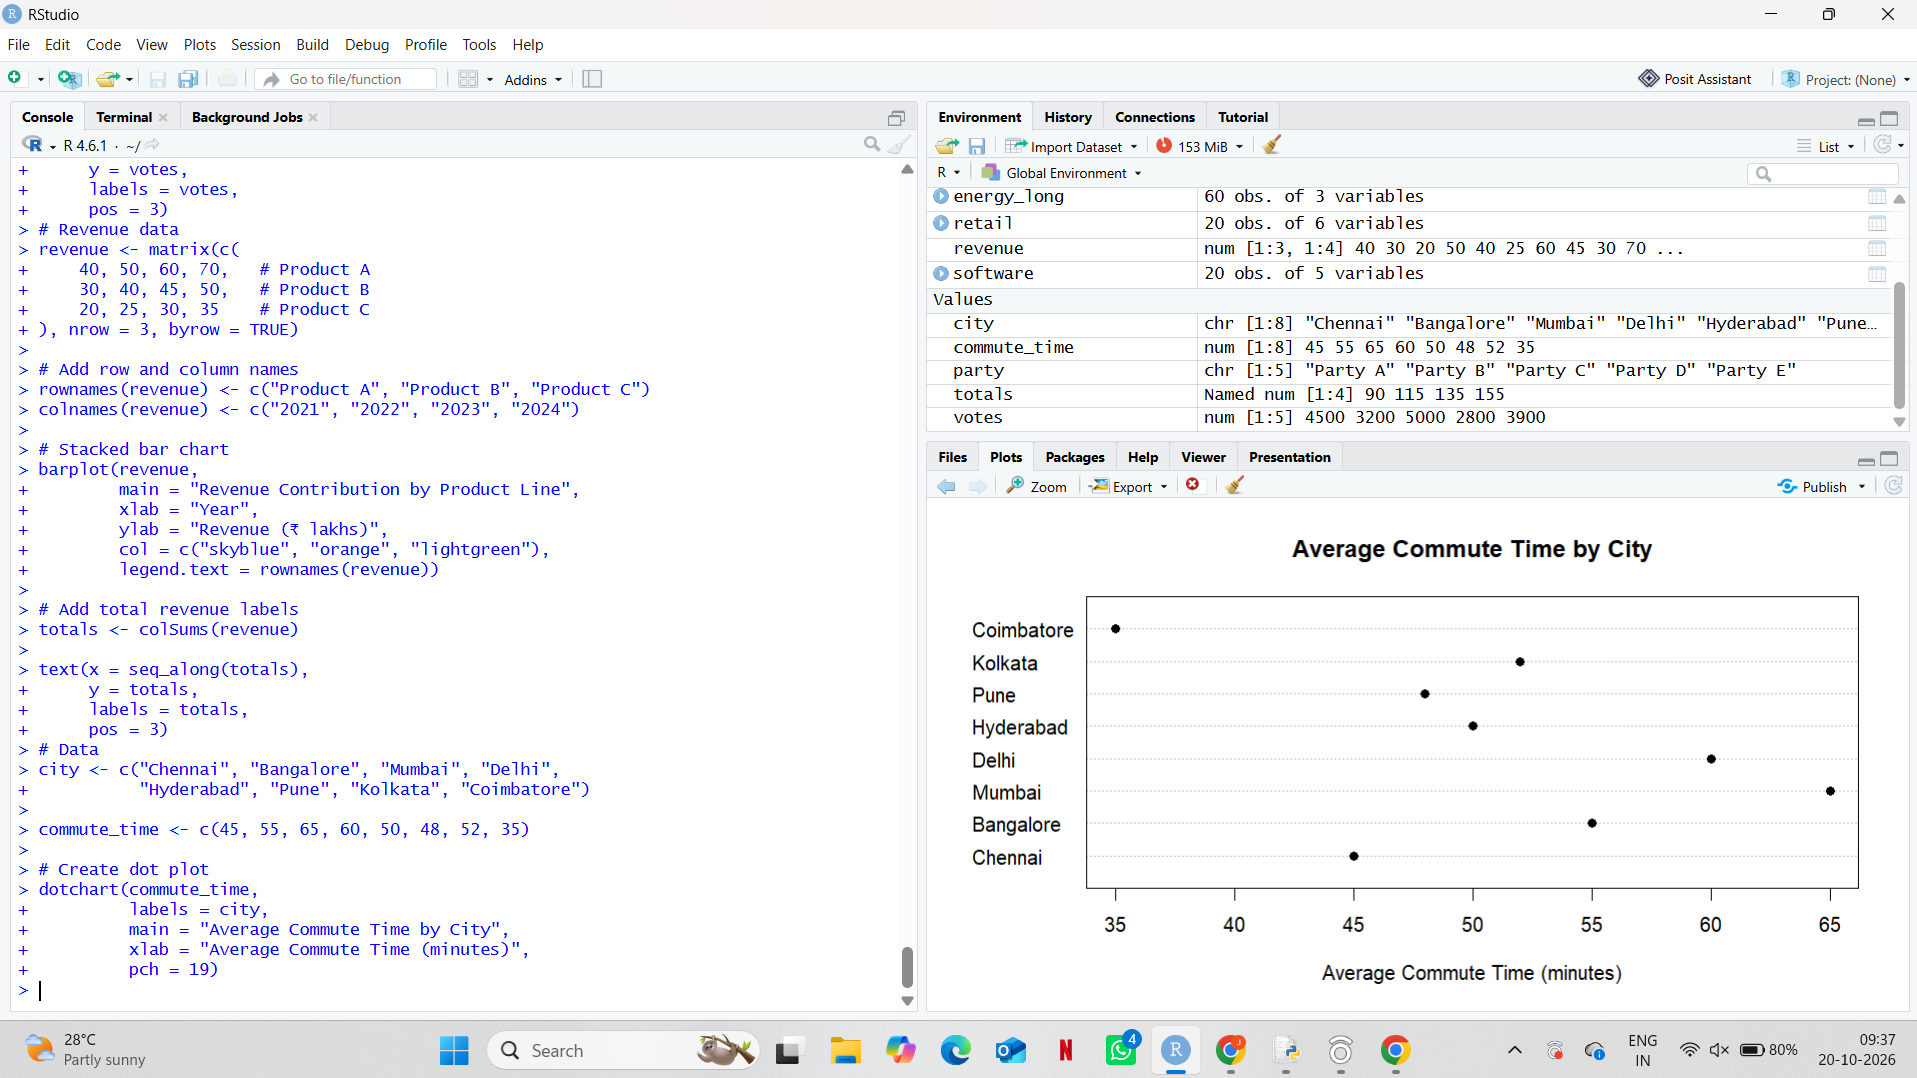 RStudio
File Edit Code View Plots Session Build Debug Profile Tools Help
Go to file/function Addins Posit Assistant Project: (None)
Console Terminal Background Jobs
R 4.6.1 · ~/
+      y = votes,
+      labels = votes,
+      pos = 3)
> # Revenue data
> revenue <- matrix(c(
+     40, 50, 60, 70,   # Product A
+     30, 40, 45, 50,   # Product B
+     20, 25, 30, 35    # Product C
+ ), nrow = 3, byrow = TRUE)
>
> # Add row and column names
> rownames(revenue) <- c("Product A", "Product B", "Product C")
> colnames(revenue) <- c("2021", "2022", "2023", "2024")
>
> # Stacked bar chart
> barplot(revenue,
+         main = "Revenue Contribution by Product Line",
+         xlab = "Year",
+         ylab = "Revenue (₹ lakhs)",
+         col = c("skyblue", "orange", "lightgreen"),
+         legend.text = rownames(revenue))
>
> # Add total revenue labels
> totals <- colSums(revenue)
>
> text(x = seq_along(totals),
+      y = totals,
+      labels = totals,
+      pos = 3)
> # Data
> city <- c("Chennai", "Bangalore", "Mumbai", "Delhi",
+           "Hyderabad", "Pune", "Kolkata", "Coimbatore")
>
> commute_time <- c(45, 55, 65, 60, 50, 48, 52, 35)
>
> # Create dot plot
> dotchart(commute_time,
+          labels = city,
+          main = "Average Commute Time by City",
+          xlab = "Average Commute Time (minutes)",
+          pch = 19)
>
Environment History Connections Tutorial
Import Dataset 153 MiB List
R Global Environment
energy_long 60 obs. of 3 variables
retail 20 obs. of 6 variables
revenue num [1:3, 1:4] 40 30 20 50 40 25 60 45 30 70 ...
software 20 obs. of 5 variables
Values
city chr [1:8] "Chennai" "Bangalore" "Mumbai" "Delhi" "Hyderabad" "Pune…
commute_time num [1:8] 45 55 65 60 50 48 52 35
party chr [1:5] "Party A" "Party B" "Party C" "Party D" "Party E"
totals Named num [1:4] 90 115 135 155
votes num [1:5] 4500 3200 5000 2800 3900
Files Plots Packages Help Viewer Presentation
Zoom Export Publish
Average Commute Time by City
Coimbatore
Kolkata
Pune
Hyderabad
Delhi
Mumbai
Bangalore
Chennai
35 40 45 50 55 60 65
Average Commute Time (minutes)
28°C
Partly sunny
Search
4
ENG
IN
80%
09:37
20-10-2026